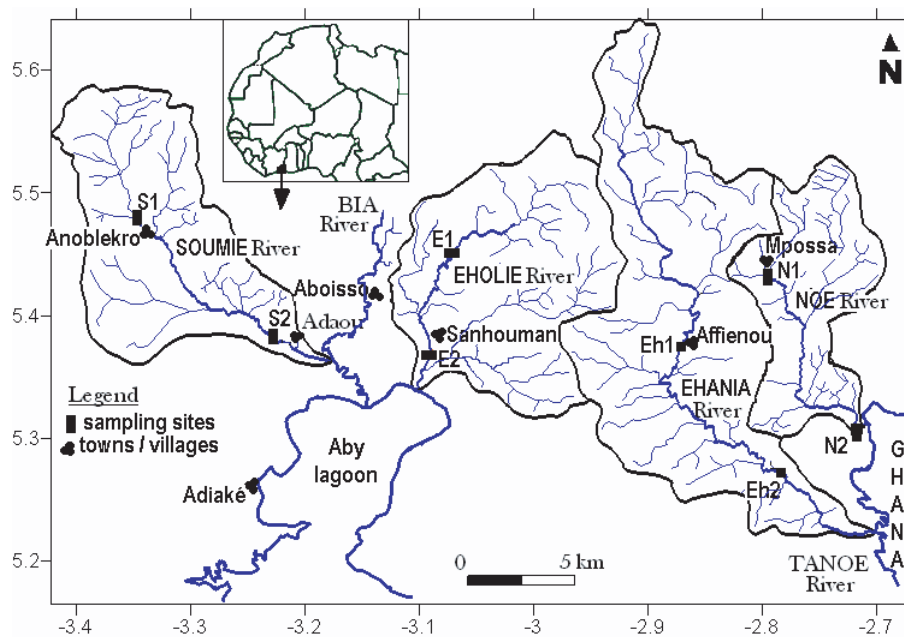 5.6
5.5
5.4
5.3
5.2
N
S1
Anoblekro
SOUMIE River
BIA
River
Aboisso
S2
Adaou
E1
EHOLIE River
Sanhouman
E2
Mpossa
N1
NOE River
Eh1
Affienou
EHANIA
River
N2
Eh2
GHANA
TANOE
River
Legend
sampling sites
towns / villages
Aby
lagoon
Adiaké
0 5 km
-3.4 -3.3 -3.2 -3.1 -3 -2.9 -2.8 -2.7